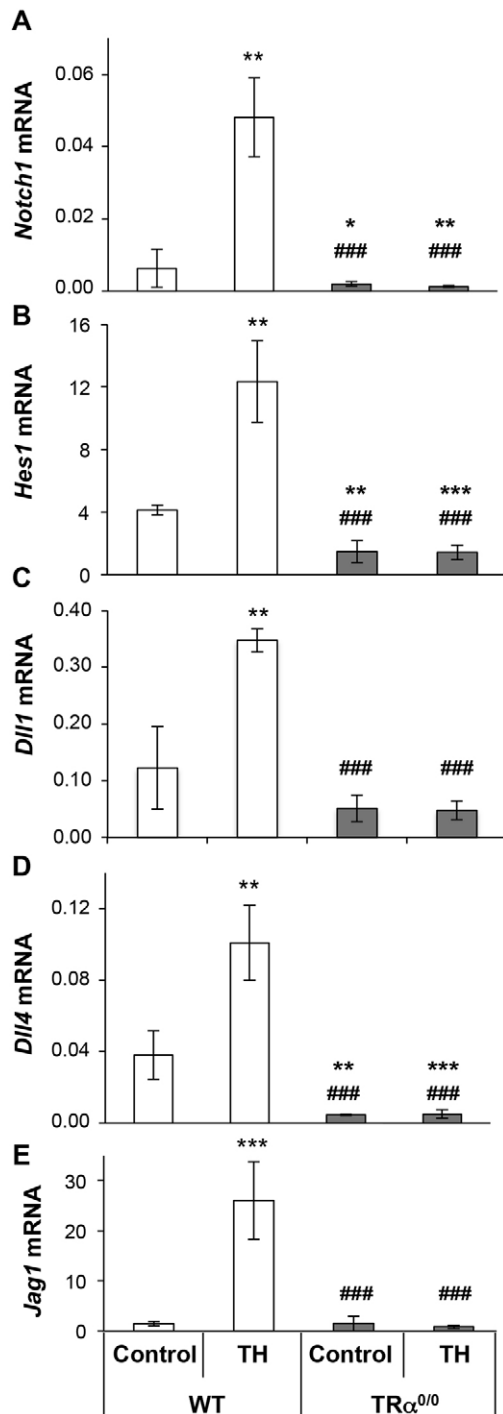 A
Notch1 mRNA
0.06
0.04
0.02
0.00
**
* **
### ###
B
Hes1 mRNA
16
12
8
4
0
**
** ***
### ###
C
Dll1 mRNA
0.40
0.30
0.20
0.10
0.00
**
### ###
D
Dll4 mRNA
0.12
0.08
0.04
0.00
**
** ***
### ###
E
Jag1 mRNA
30
20
10
0
***
### ###
Control TH Control TH
WT TRα0/0